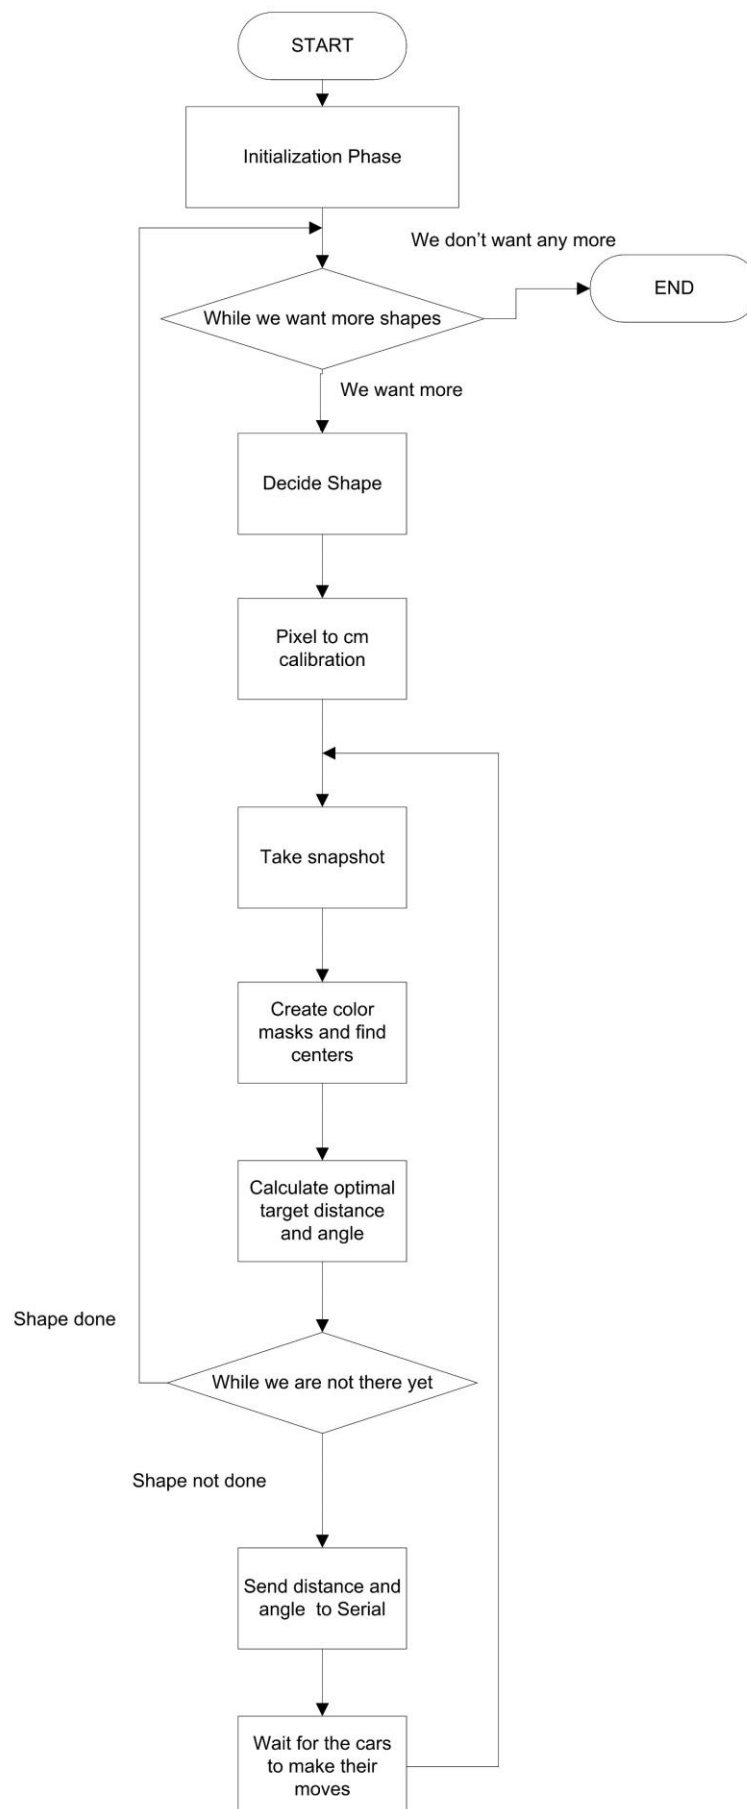 START
Initialization Phase
We don't want any more
END
While we want more shapes
We want more
Decide Shape
Pixel to cm
calibration
Take snapshot
Create color
masks and find
centers
Calculate optimal
target distance
and angle
Shape done
While we are not there yet
Shape not done
Send distance and
angle to Serial
Wait for the cars
to make their
moves